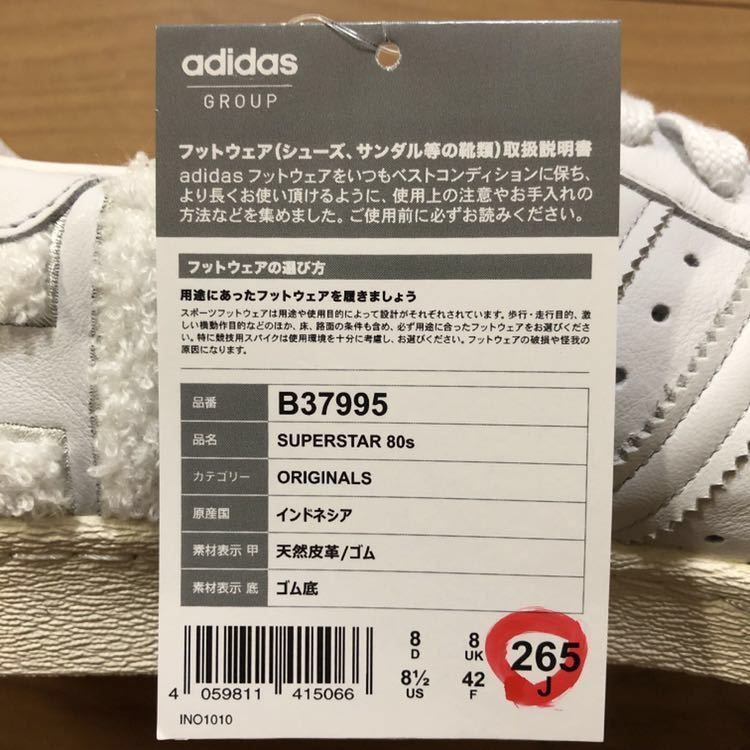 adidas
GROUP
フットウェア(シューズ、サンダル等の靴類)取扱説明書
adidas フットウェアをいつもベストコンディションに保ち、
より長くお使い頂けるように、使用上の注意やお手入れの
方法などを集めました。ご使用前に必ずお読みください。
フットウェアの選び方
用途にあったフットウェアを履きましょう
スポーツフットウェアは用途や使用目的によって設計がそれぞれされています。歩行・走行目的、激
しい横動作目的などのほか、床、路面の条件も含め、必ず用途に合ったフットウェアをお選びくださ
い。特に競技用スパイクは使用環境を十分に考慮し、お選びください。フットウェアの破損や怪我の
原因になります。
品番 B37995
品名 SUPERSTAR 80s
カテゴリー ORIGINALS
原産国 インドネシア
素材表示 甲 天然皮革/ゴム
素材表示 底 ゴム底
8 8 265
D UK J
8½ 42
US F
4 059811 415066
INO1010